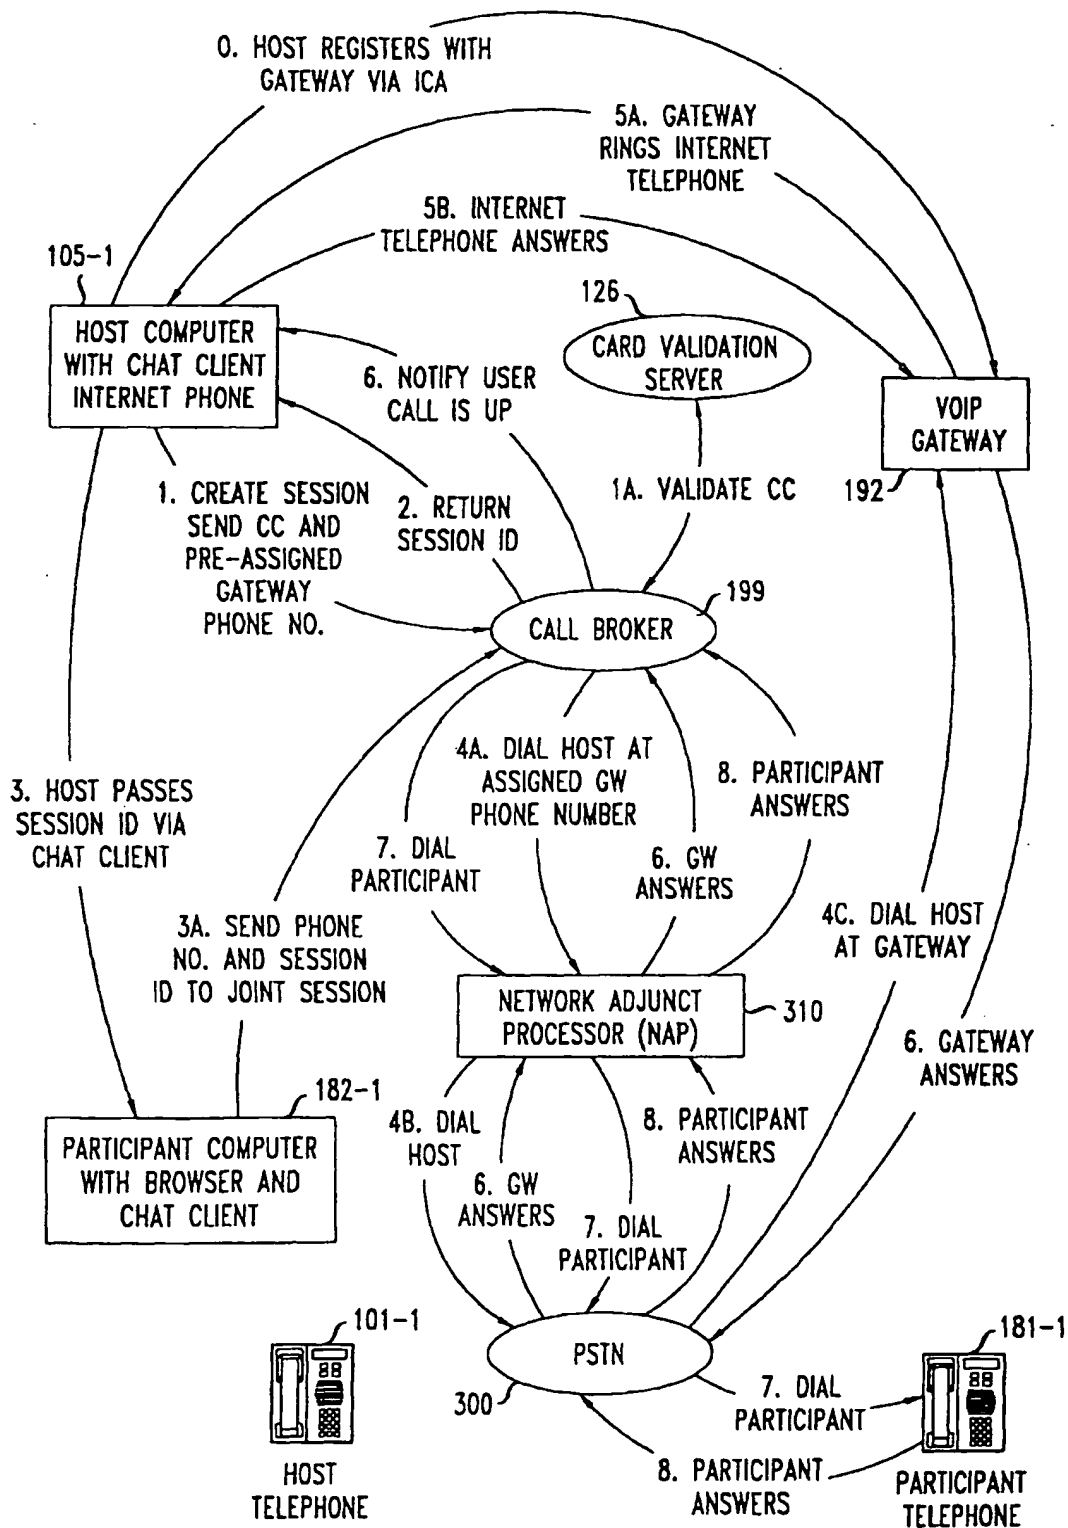 0. HOST REGISTERS WITH
GATEWAY VIA ICA
5A. GATEWAY
RINGS INTERNET
TELEPHONE
5B. INTERNET
TELEPHONE ANSWERS
105-1
HOST COMPUTER
WITH CHAT CLIENT
INTERNET PHONE
126
CARD VALIDATION
SERVER
6. NOTIFY USER
CALL IS UP
VOIP
GATEWAY
192
1. CREATE SESSION
SEND CC AND
PRE-ASSIGNED
GATEWAY
PHONE NO.
2. RETURN
SESSION ID
1A. VALIDATE CC
199
CALL BROKER
3. HOST PASSES
SESSION ID VIA
CHAT CLIENT
4A. DIAL HOST AT
ASSIGNED GW
PHONE NUMBER
8. PARTICIPANT
ANSWERS
7. DIAL
PARTICIPANT
6. GW
ANSWERS
3A. SEND PHONE
NO. AND SESSION
ID TO JOINT SESSION
4C. DIAL HOST
AT GATEWAY
NETWORK ADJUNCT
PROCESSOR (NAP)
310
6. GATEWAY
ANSWERS
182-1
PARTICIPANT COMPUTER
WITH BROWSER AND
CHAT CLIENT
4B. DIAL
HOST
8. PARTICIPANT
ANSWERS
6. GW
ANSWERS
7. DIAL
PARTICIPANT
101-1
HOST
TELEPHONE
PSTN
300
181-1
7. DIAL
PARTICIPANT
8. PARTICIPANT
ANSWERS
PARTICIPANT
TELEPHONE